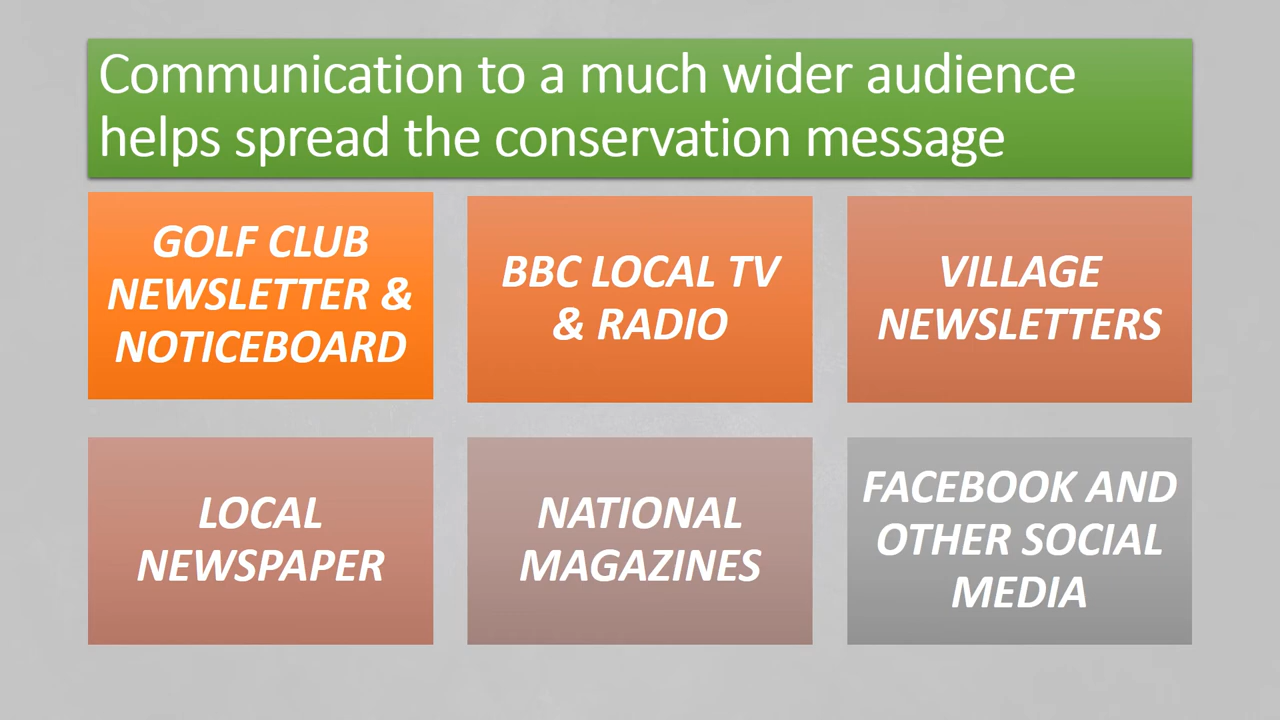 Communication to a much wider audience
helps spread the conservation message
GOLF CLUB
NEWSLETTER &
NOTICEBOARD
BBC LOCAL TV
& RADIO
VILLAGE
NEWSLETTERS
LOCAL
NEWSPAPER
NATIONAL
MAGAZINES
FACEBOOK AND
OTHER SOCIAL
MEDIA